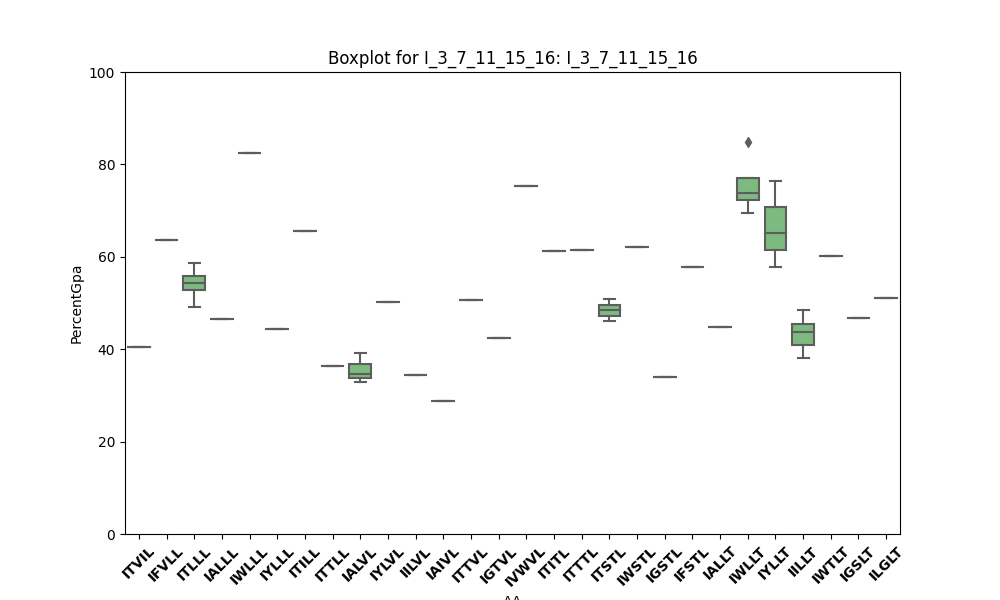 Boxplot for I_3_7_11_15_16: I_3_7_11_15_16
PercentGpa
100
80
60
40
20
0
ITVIL IFVLL ITLLL IALLL IWLLL IYLLL ITILL ITTLL IALVL IYLVL IILVL IAIVL ITTVL IGTVL IVWVL ITITL ITTTL ITSTL IWSTL IGSTL IFSTL IALLT IWLLT IYLLT IILLT IWTLT IGSLT ILGLT
AA